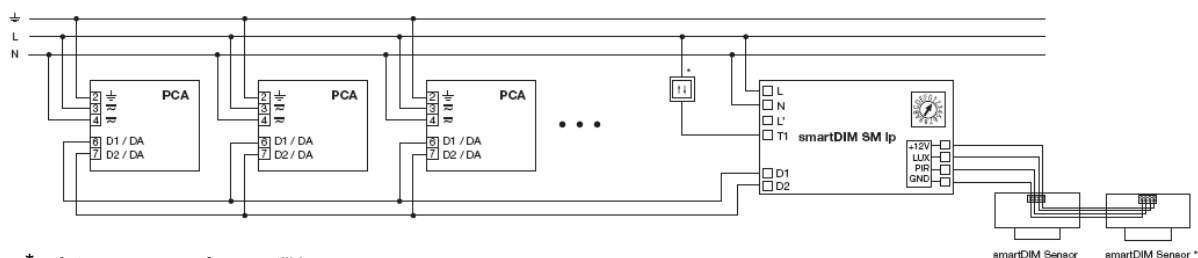 L
N
2 ⏚ PCA
3
4
6 D1 / DA
7 D2 / DA
2 ⏚ PCA
3
4
6 D1 / DA
7 D2 / DA
2 ⏚ PCA
3
4
6 D1 / DA
7 D2 / DA
• • •
*
L
N
L'
T1
smartDIM SM lp
+12V
LUX
PIR
GND
D1
D2
smartDIM Sensor
smartDIM Sensor *
*